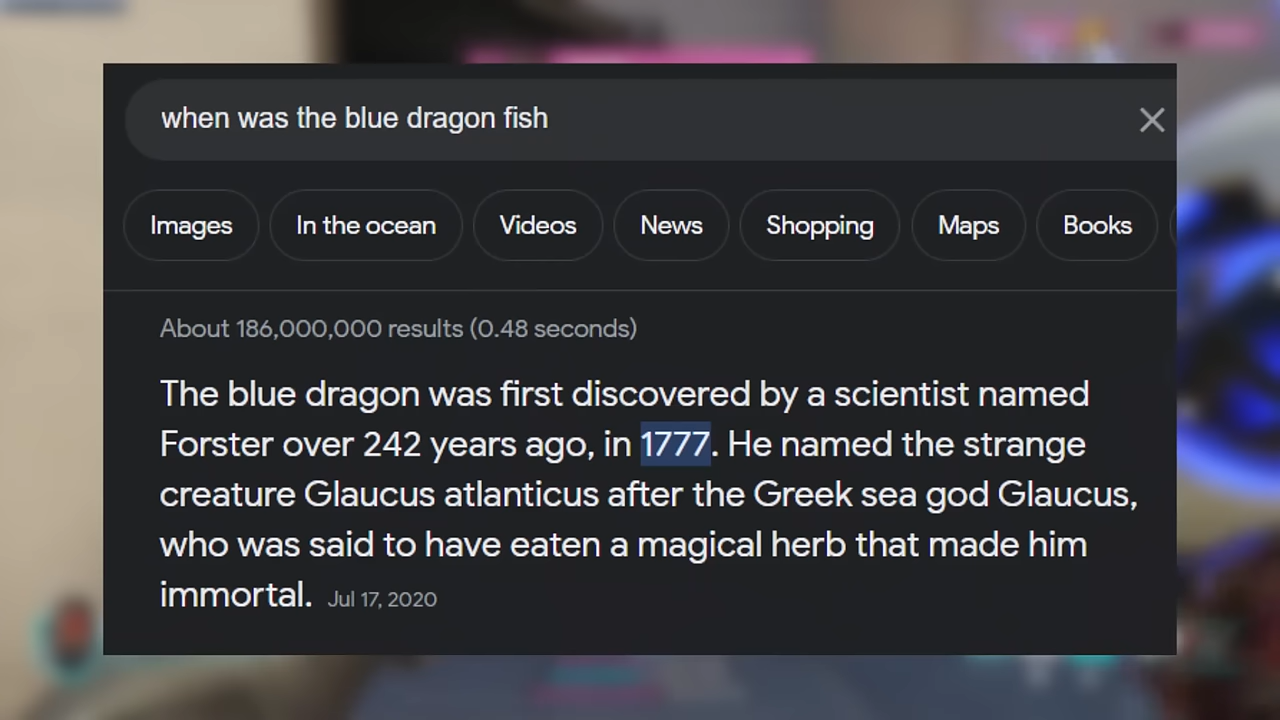 when was the blue dragon fish
Images In the ocean Videos News Shopping Maps Books
About 186,000,000 results (0.48 seconds)
The blue dragon was first discovered by a scientist named
Forster over 242 years ago, in 1777. He named the strange
creature Glaucus atlanticus after the Greek sea god Glaucus,
who was said to have eaten a magical herb that made him
immortal. Jul 17, 2020